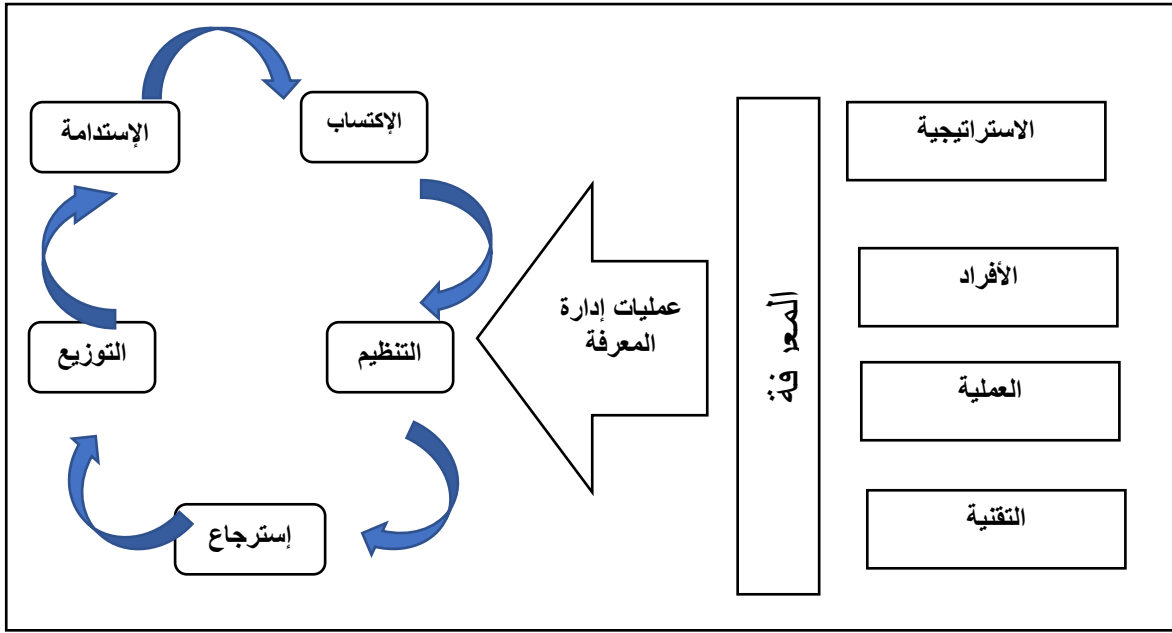 الاستراتيجية
الأفراد
العملية
التقنية
المعرفة
عمليات إدارة
المعرفة
الإكتساب
التنظيم
إسترجاع
التوزيع
الإستدامة